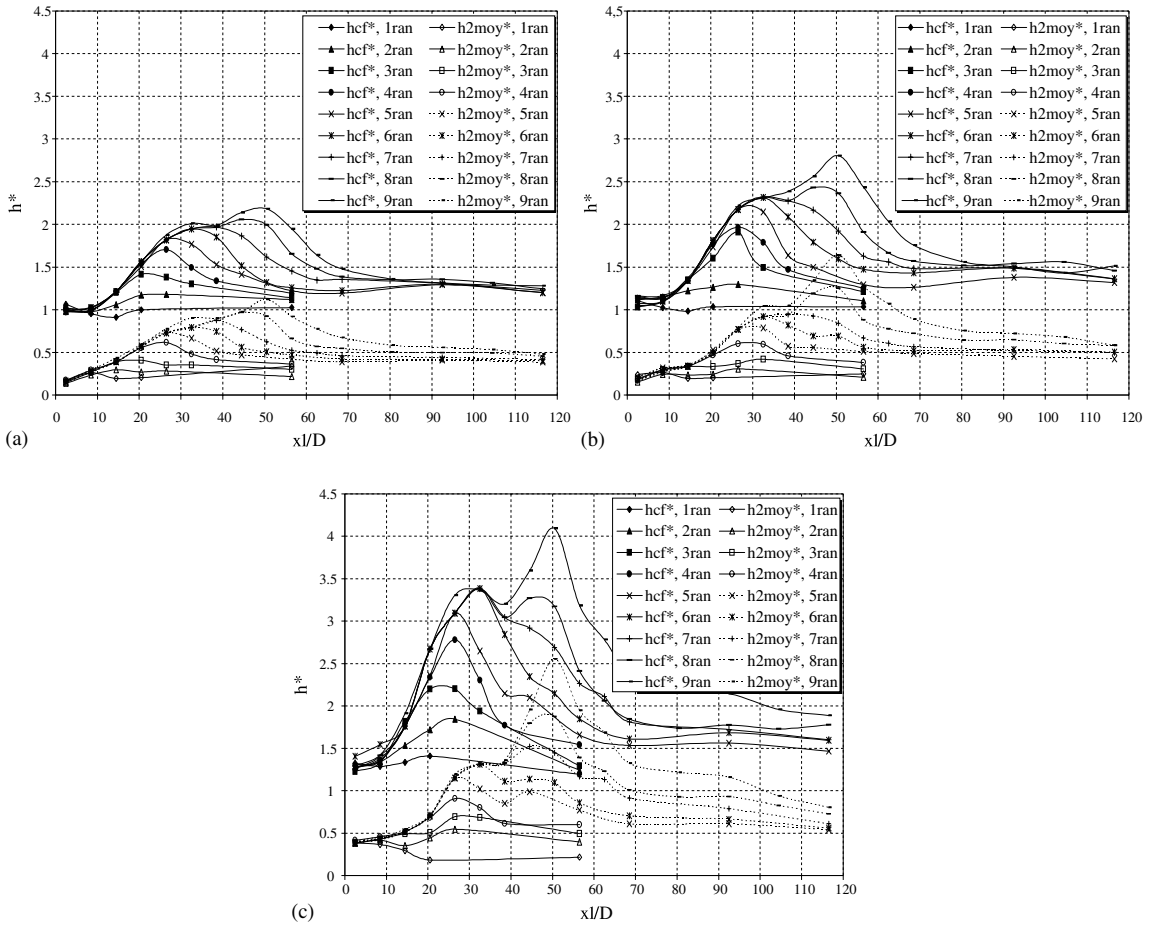 4.5
4
3.5
3
2.5
2
1.5
1
0.5
0
h*
hcf*, 1ran h2moy*, 1ran
hcf*, 2ran h2moy*, 2ran
hcf*, 3ran h2moy*, 3ran
hcf*, 4ran h2moy*, 4ran
hcf*, 5ran h2moy*, 5ran
hcf*, 6ran h2moy*, 6ran
hcf*, 7ran h2moy*, 7ran
hcf*, 8ran h2moy*, 8ran
hcf*, 9ran h2moy*, 9ran
0 10 20 30 40 50 60 70 80 90 100 110 120
(a) xl/D
4.5
4
3.5
3
2.5
2
1.5
1
0.5
0
h*
hcf*, 1ran h2moy*, 1ran
hcf*, 2ran h2moy*, 2ran
hcf*, 3ran h2moy*, 3ran
hcf*, 4ran h2moy*, 4ran
hcf*, 5ran h2moy*, 5ran
hcf*, 6ran h2moy*, 6ran
hcf*, 7ran h2moy*, 7ran
hcf*, 8ran h2moy*, 8ran
hcf*, 9ran h2moy*, 9ran
0 10 20 30 40 50 60 70 80 90 100 110 120
(b) xl/D
4.5
4
3.5
3
2.5
2
1.5
1
0.5
0
h*
hcf*, 1ran h2moy*, 1ran
hcf*, 2ran h2moy*, 2ran
hcf*, 3ran h2moy*, 3ran
hcf*, 4ran h2moy*, 4ran
hcf*, 5ran h2moy*, 5ran
hcf*, 6ran h2moy*, 6ran
hcf*, 7ran h2moy*, 7ran
hcf*, 8ran h2moy*, 8ran
hcf*, 9ran h2moy*, 9ran
0 10 20 30 40 50 60 70 80 90 100 110 120
(c) xl/D